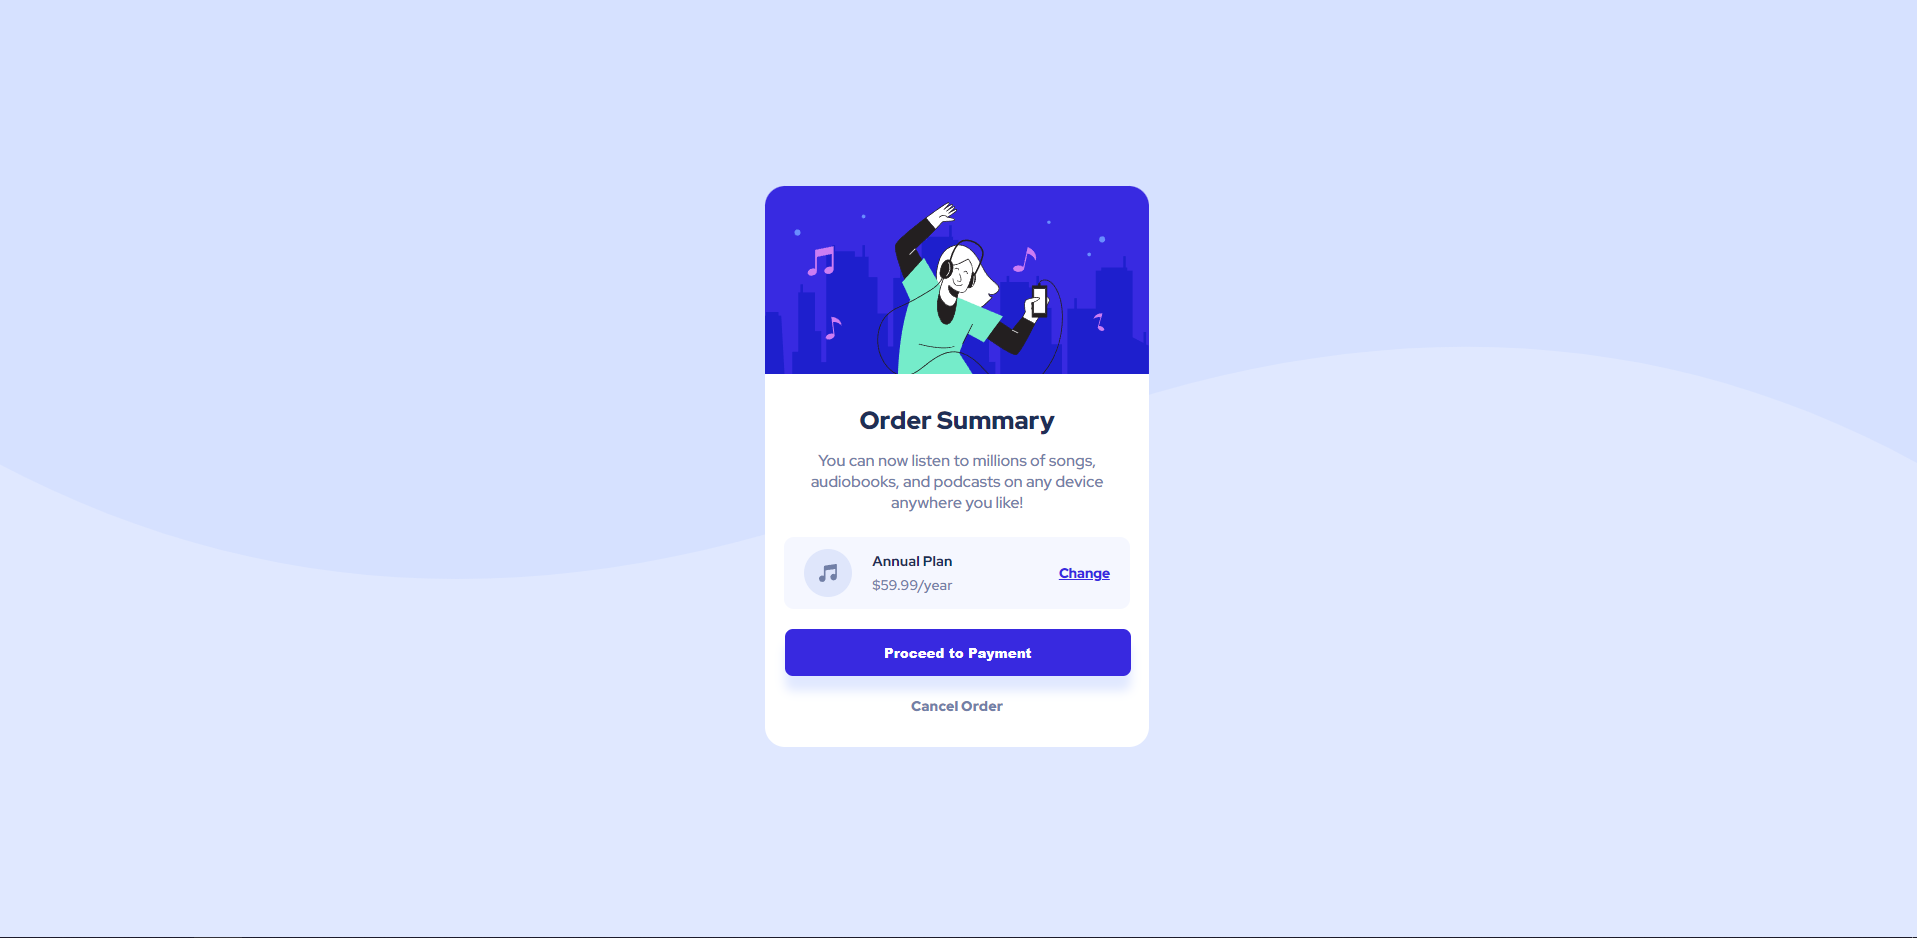 Order Summary
You can now listen to millions of songs,
audiobooks, and podcasts on any device
anywhere you like!
Annual Plan
$59.99/year
Change
Proceed to Payment
Cancel Order